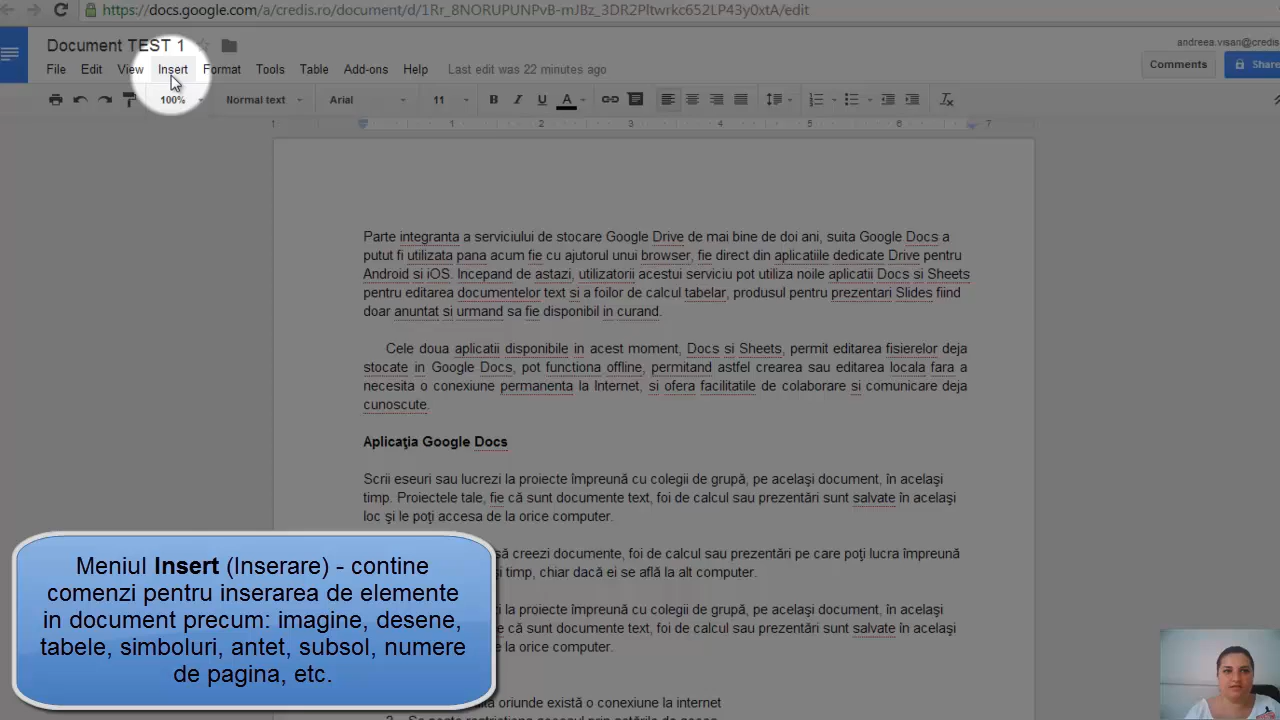 https://docs.google.com/a/credis.ro/document/d/1Rr_8NORUPUNPvB-mJBz_3DR2Pltwrkc652LP43y0xtA/edit
Document TEST 1
andreea.visan@credis
File Edit View Insert Format Tools Table Add-ons Help Last edit was 22 minutes ago
Comments Share
100% Normal text Arial 11 B I U A
1 1 2 3 4 5 6 7
Parte integranta a serviciului de stocare Google Drive de mai bine de doi ani, suita Google Docs a
putut fi utilizata pana acum fie cu ajutorul unui browser, fie direct din aplicatiile dedicate Drive pentru
Android si iOS. Incepand de astazi, utilizatorii acestui serviciu pot utiliza noile aplicatii Docs si Sheets
pentru editarea documentelor text si a foilor de calcul tabelar, produsul pentru prezentari Slides fiind
doar anuntat si urmand sa fie disponibil in curand.
Cele doua aplicatii disponibile in acest moment, Docs si Sheets, permit editarea fisierelor deja
stocate in Google Docs, pot functiona offline, permitand astfel crearea sau editarea locala fara a
necesita o conexiune permanenta la Internet, si ofera facilitatile de colaborare si comunicare deja
cunoscute.
Aplicaţia Google Docs
Scrii eseuri sau lucrezi la proiecte împreună cu colegii de grupă, pe acelaşi document, în acelaşi
timp. Proiectele tale, fie că sunt documente text, foi de calcul sau prezentări sunt salvate în acelaşi
loc şi le poţi accesa de la orice computer.
să creezi documente, foi de calcul sau prezentări pe care poţi lucra împreună
şi timp, chiar dacă ei se află la alt computer.
zi la proiecte împreună cu colegii de grupă, pe acelaşi document, în acelaşi
e că sunt documente text, foi de calcul sau prezentări sunt salvate în acelaşi
e la orice computer.
oriunde există o conexiune la internet
Meniul Insert (Inserare) - contine
comenzi pentru inserarea de elemente
in document precum: imagine, desene,
tabele, simboluri, antet, subsol, numere
de pagina, etc.